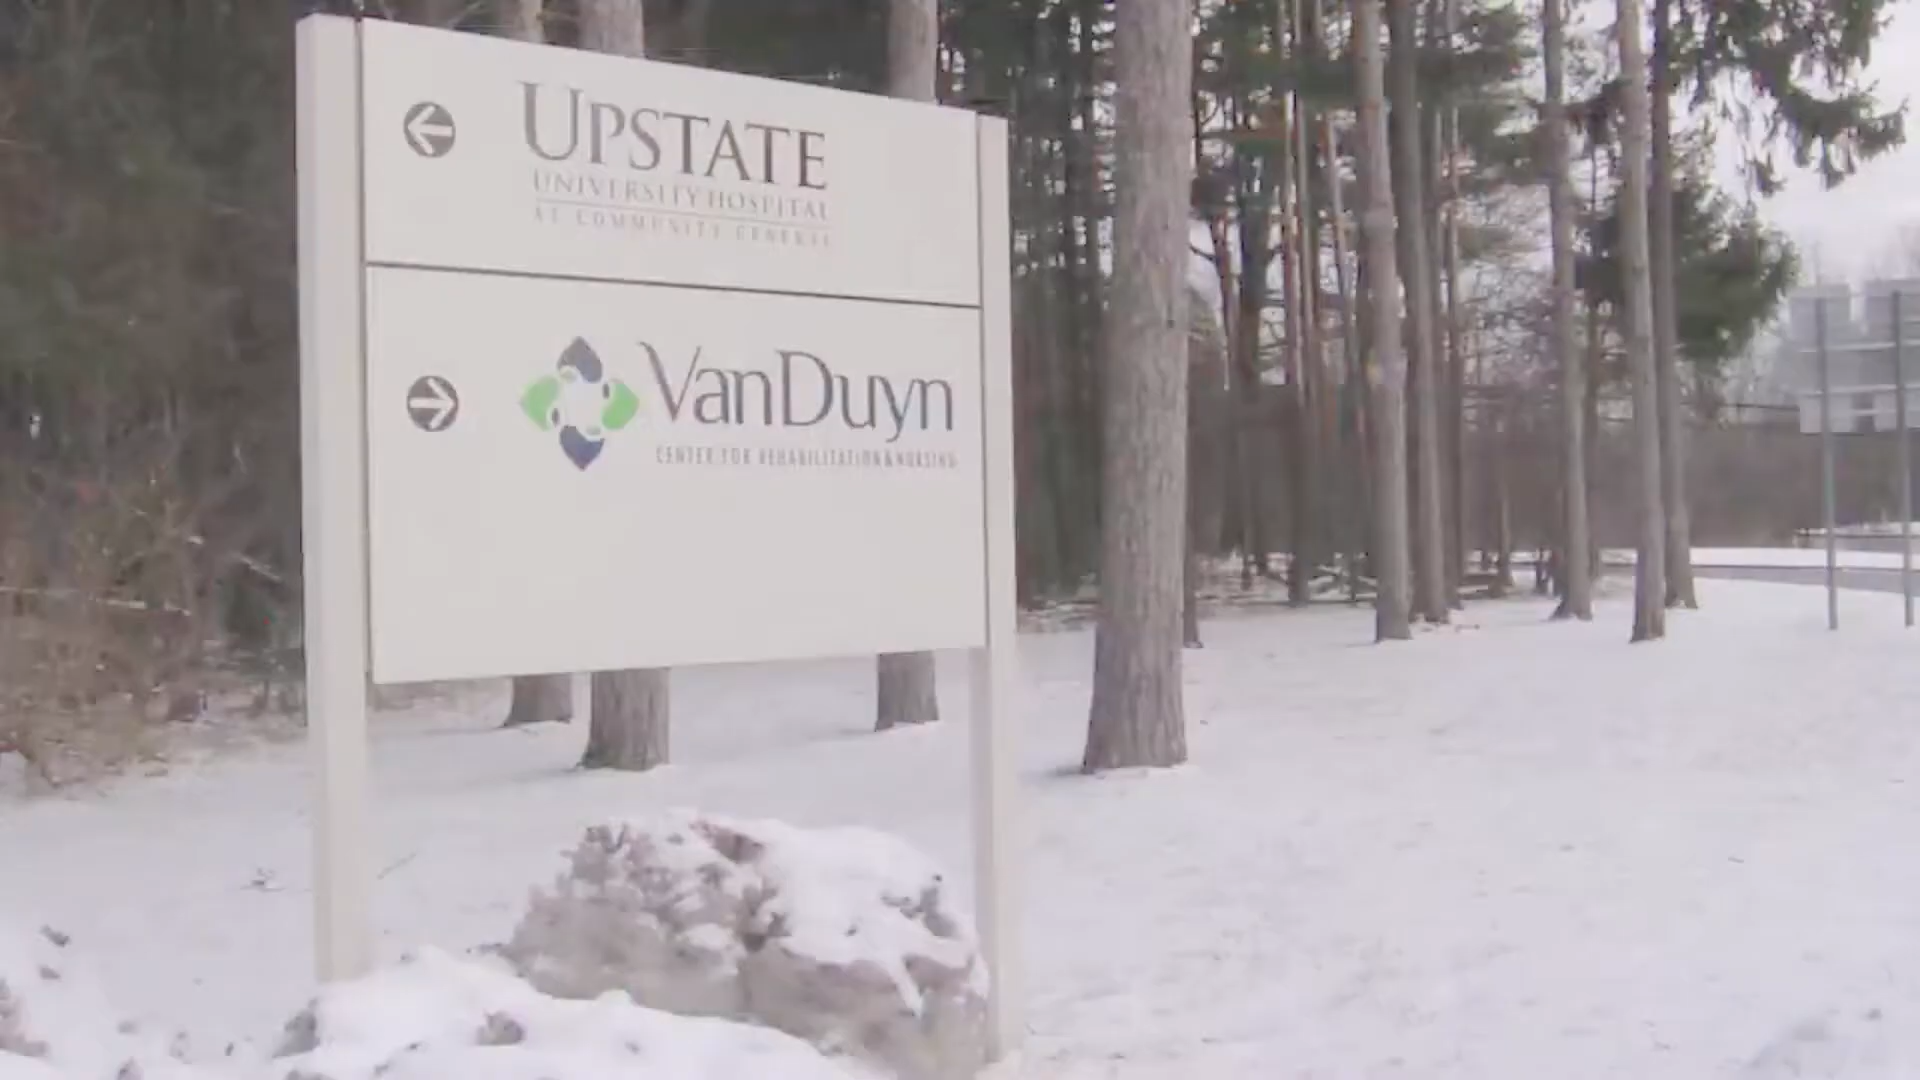 UPSTATE
UNIVERSITY HOSPITAL
AT COMMUNITY GENERAL
VanDuyn
CENTER FOR REHABILITATION & NURSING